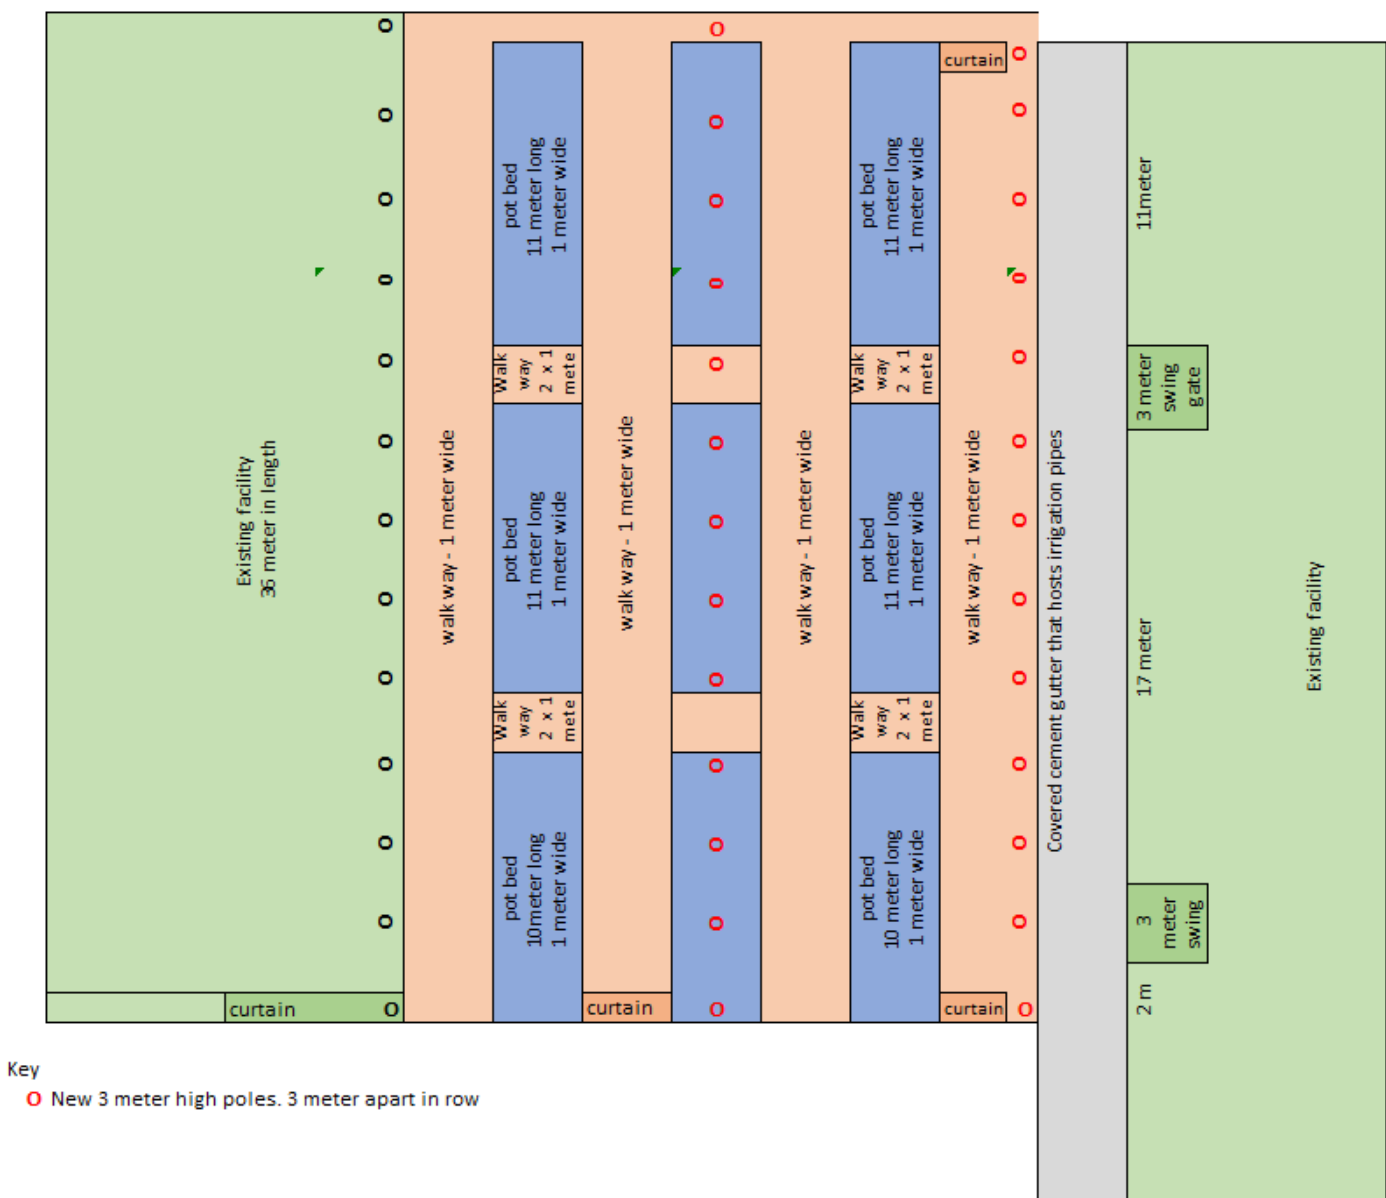 curtain
pot bed
11 meter long
1 meter wide
pot bed
11 meter long
1 meter wide
11meter
Walk
way
2 x 1
mete
Walk
way
2 x 1
mete
3 meter
swing
gate
Existing facility
36 meter in length
walk way - 1 meter wide
walk way - 1 meter wide
walk way - 1 meter wide
walk way - 1 meter wide
pot bed
11 meter long
1 meter wide
pot bed
11 meter long
1 meter wide
Covered cement gutter that hosts irrigation pipes
17 meter
Existing facility
Walk
way
2 x 1
mete
Walk
way
2 x 1
mete
pot bed
10meter long
1 meter wide
pot bed
10 meter long
1 meter wide
3
meter
swing
2 m
curtain
curtain
curtain
Key
O New 3 meter high poles. 3 meter apart in row